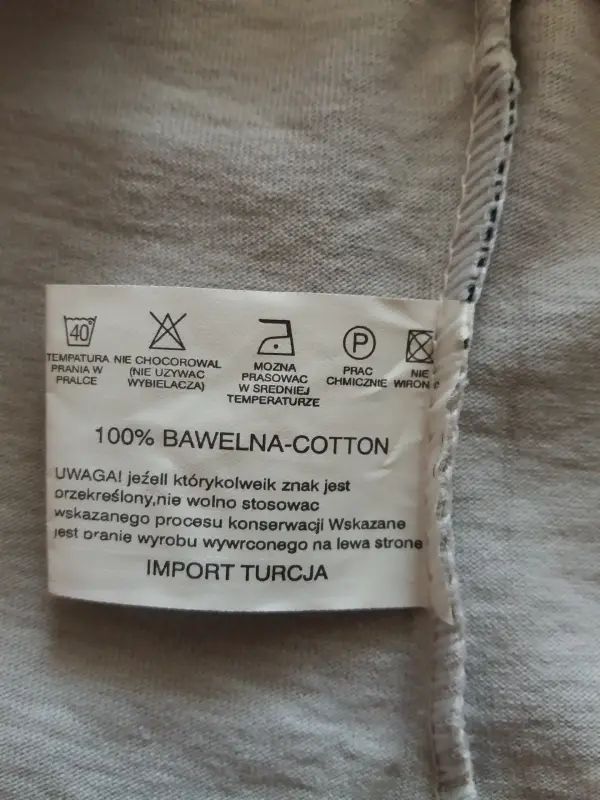 40°
TEMPATURA
PRANIA W
PRALCE
NIE CHOCOROWAL
(NIE UZYWAC
WYBIELACZA)
MOZNA
PRASOWAC
W SREDNIEJ
TEMPERATURZE
P
PRAC
CHMICZNIE
NIE
100% BAWELNA-COTTON
UWAGA! jeżell którykolweik znak jest
przekreślony,nie wolno stosowac
wskazanego procesu konserwacji Wskazane
jest pranie wyrobu wywrconego na lewa strone
IMPORT TURCJA